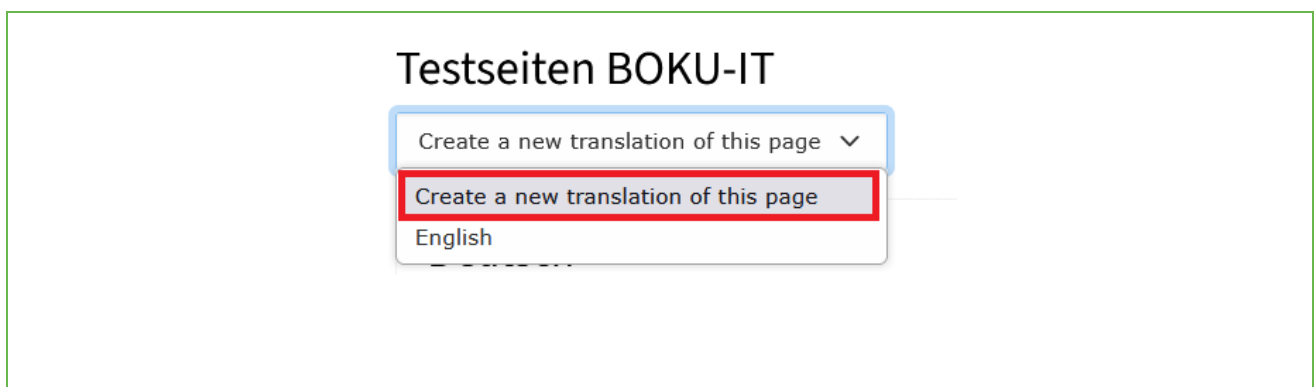 Testseiten BOKU-IT
Create a new translation of this page
Create a new translation of this page
English